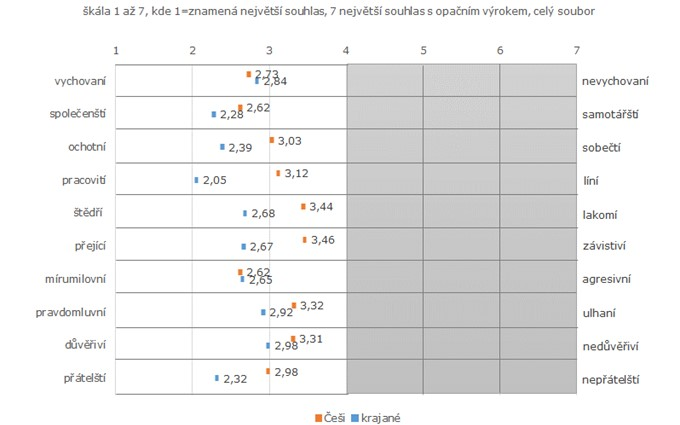 škála 1 až 7, kde 1=znamená největší souhlas, 7 největší souhlas s opačním výrokem, celý soubor
1 2 3 4 5 6 7
vychovaní 2,73 2,84 nevychovaní
společenští 2,62 2,28 samotářští
ochotní 3,03 2,39 sobečtí
pracovití 3,12 2,05 líní
štědří 3,44 2,68 lakomí
přející 3,46 2,67 závistiví
mírumilovní 2,62 2,65 agresivní
pravdomluvní 3,32 2,92 ulhaní
důvěřiví 3,31 2,98 nedůvěřiví
přátelští 2,98 2,32 nepřátelští
Češi krajané